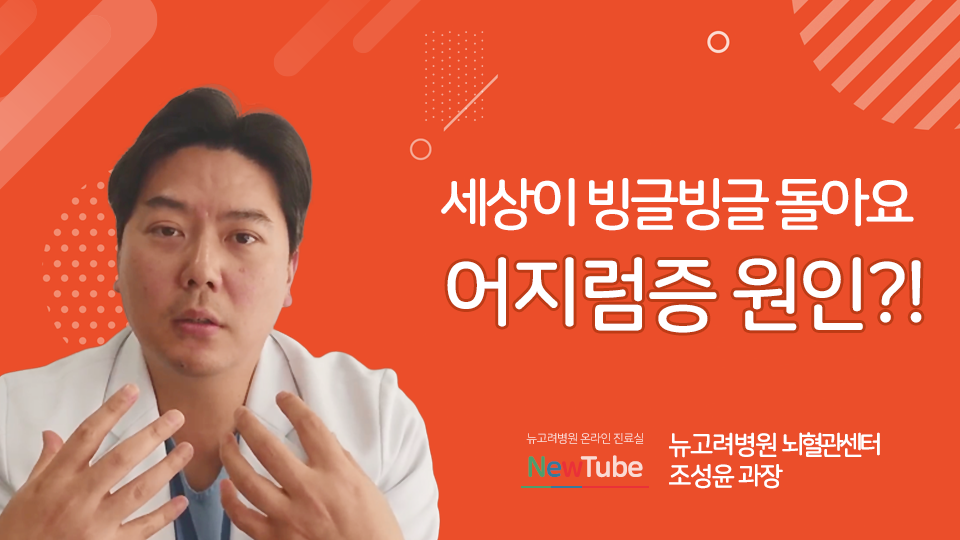 세상이 빙글빙글 돌아요
어지럼증 원인?!
뉴고려병원 온라인 진료실
NewTube
뉴고려병원 뇌혈관센터
조성윤 과장